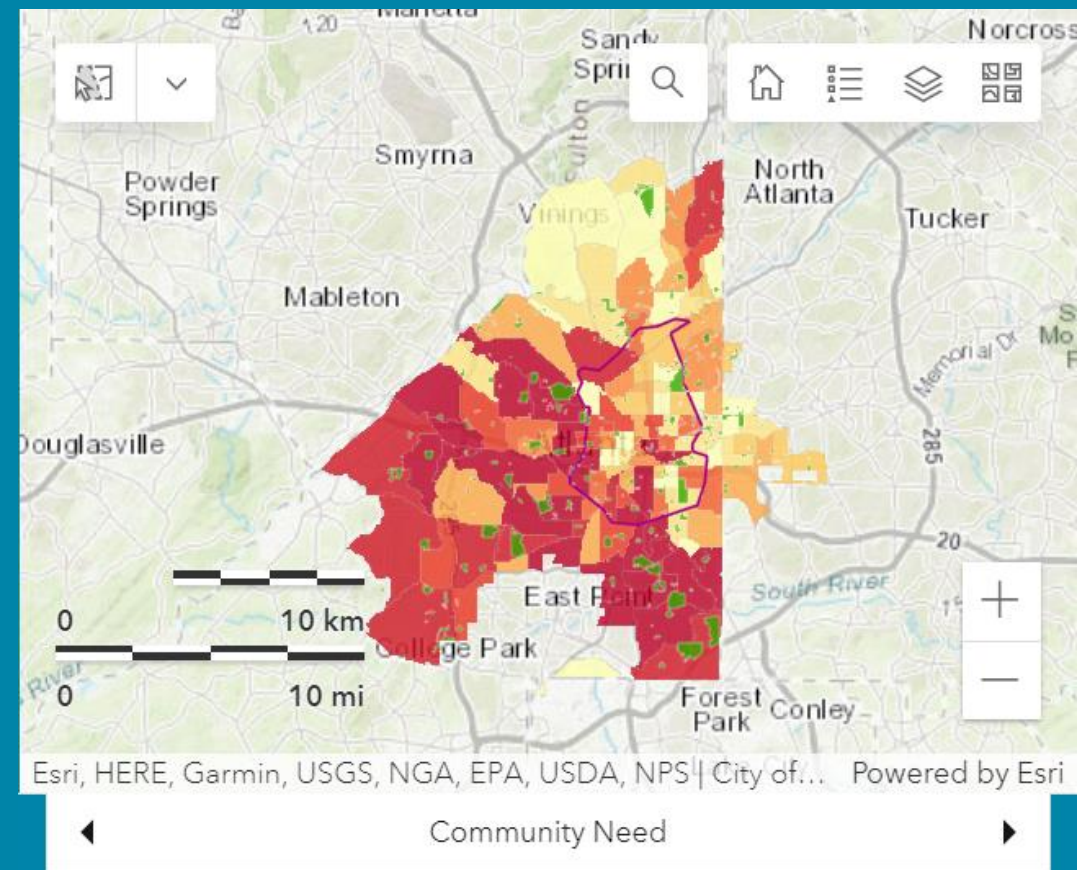 Marietta
120
Sandy
Norcross
Smyrna
Powder
Springs
North
Atlanta
Vinings
Tucker
Mableton
Memorial Dr
Douglasville
285
20
East Point
South River
0 10 km
College Park
0 10 mi
River
Forest
Park
Conley
Esri, HERE, Garmin, USGS, NGA, EPA, USDA, NPS | City of... Powered by Esri
Community Need